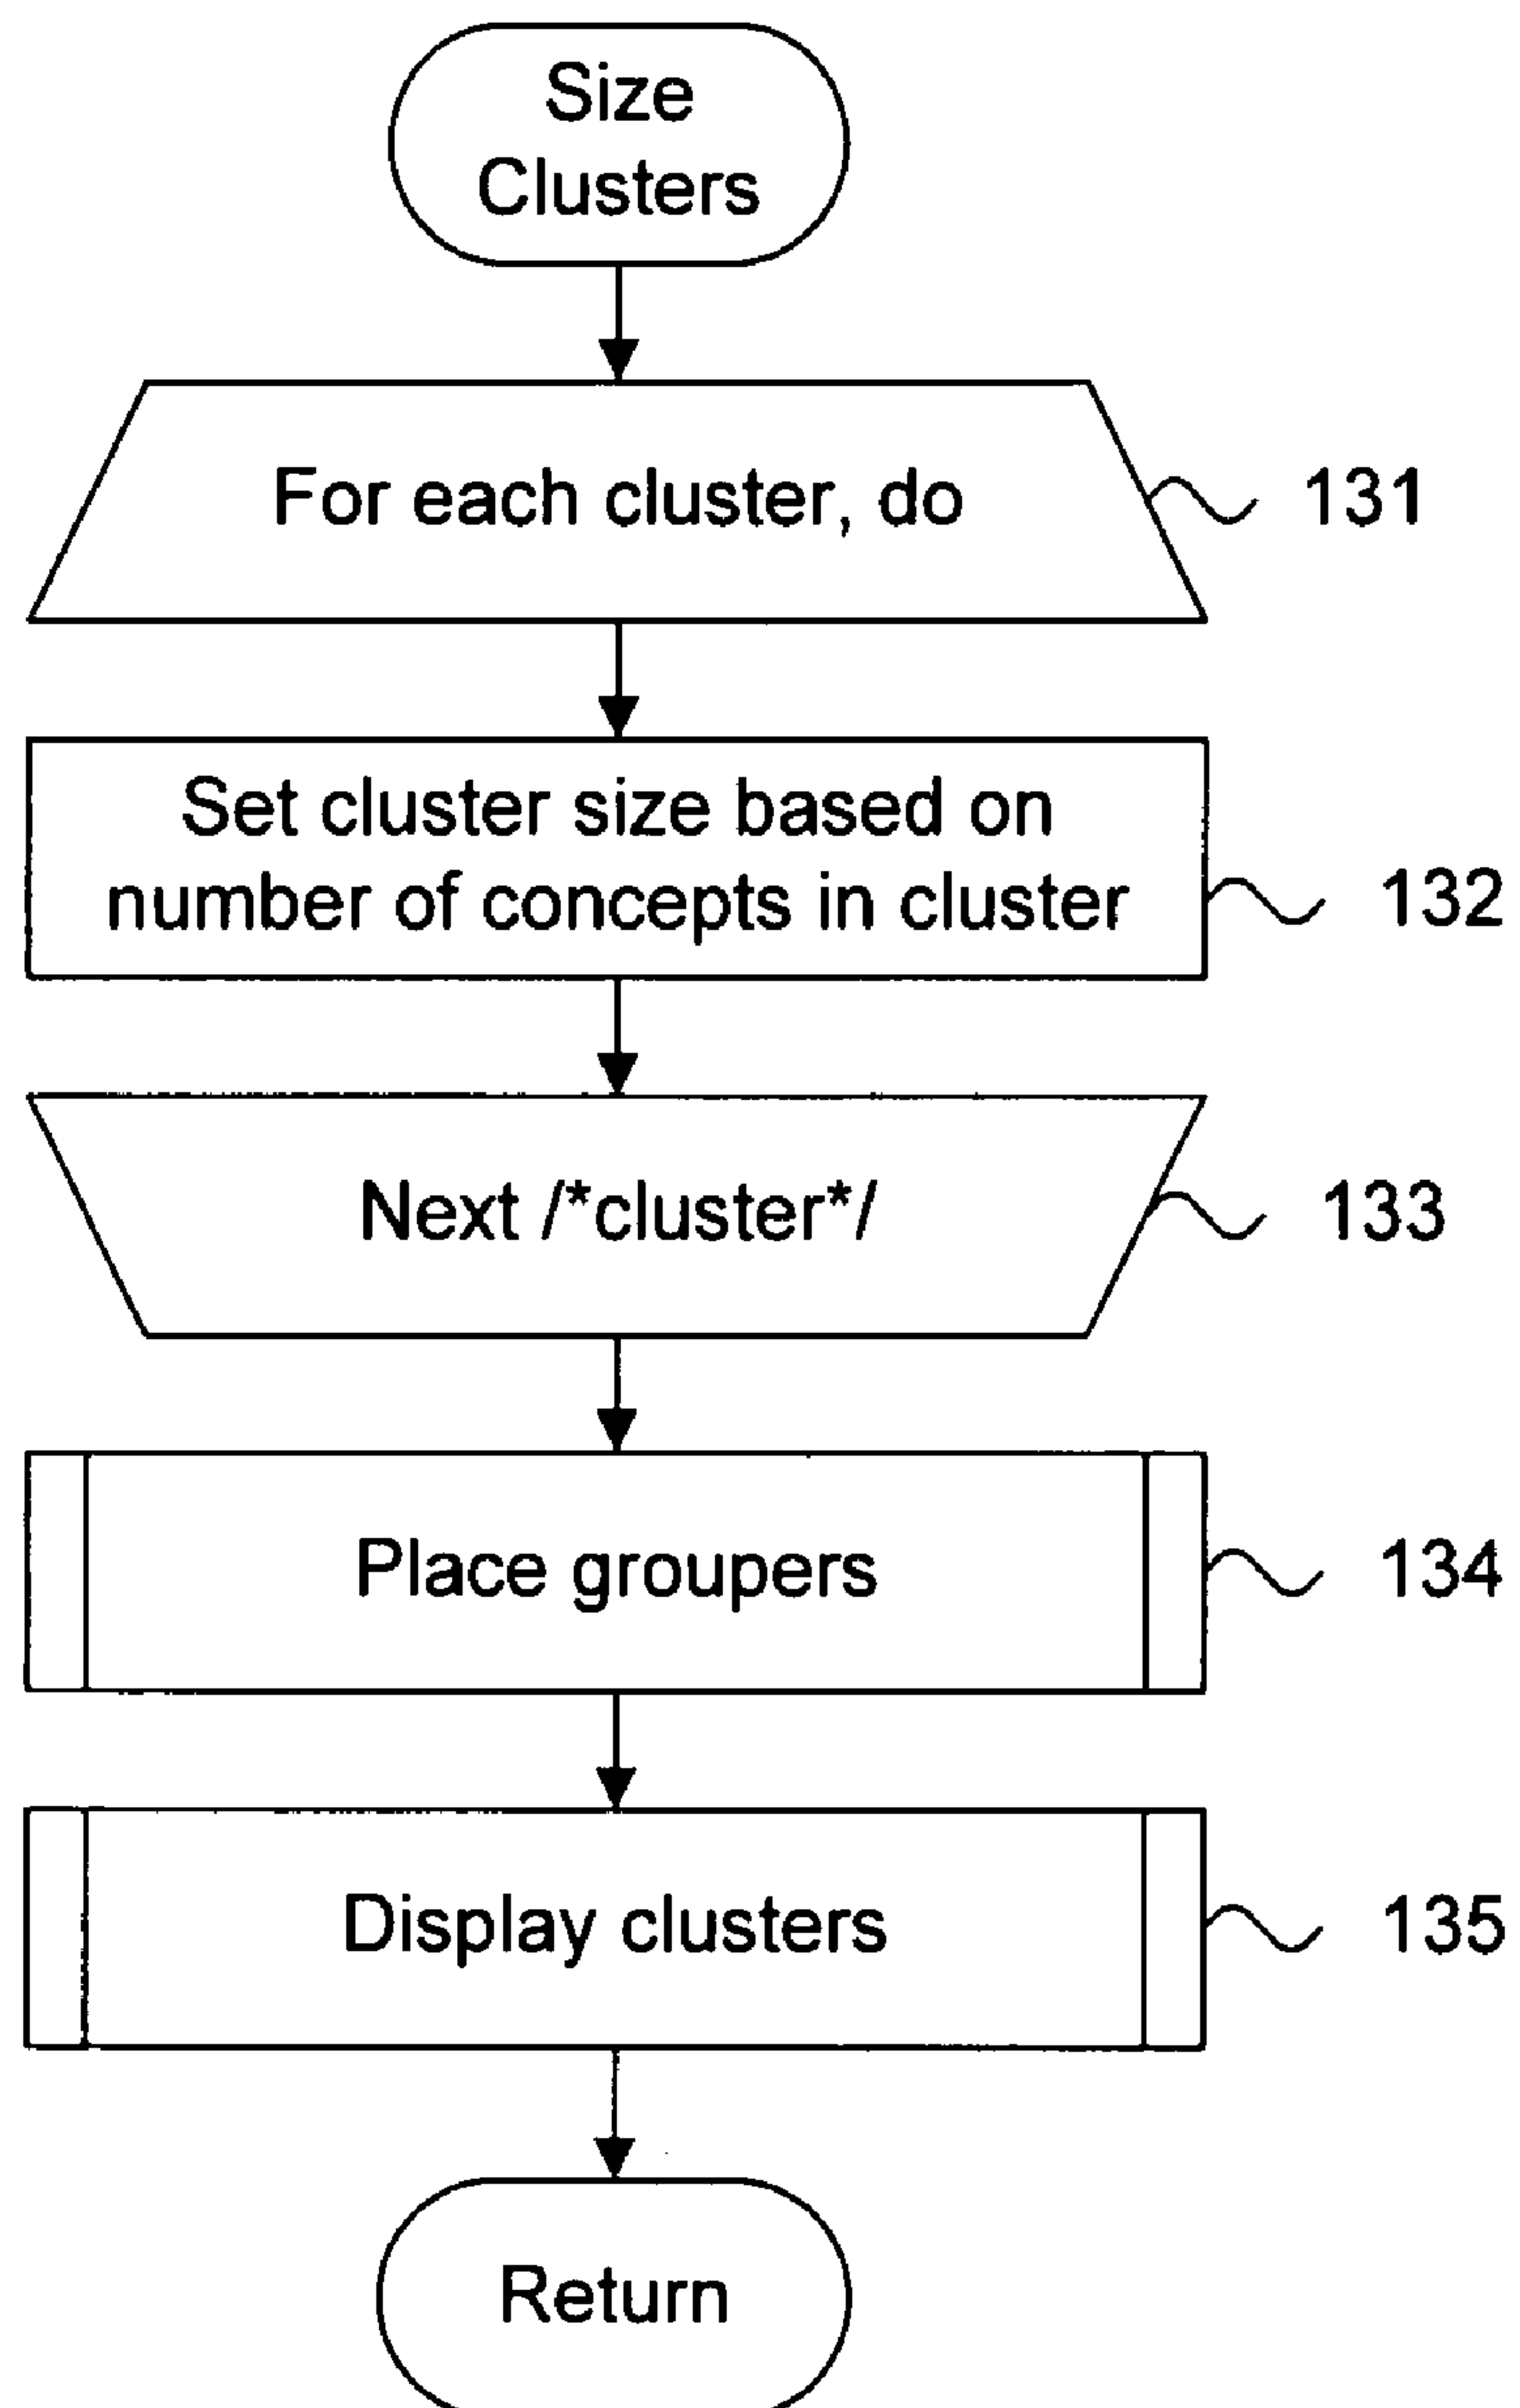 Size
Clusters
For each cluster, do
131
Set cluster size based on
number of concepts in cluster
132
Next /*cluster*/
133
Place groupers
134
Display clusters
135
Return